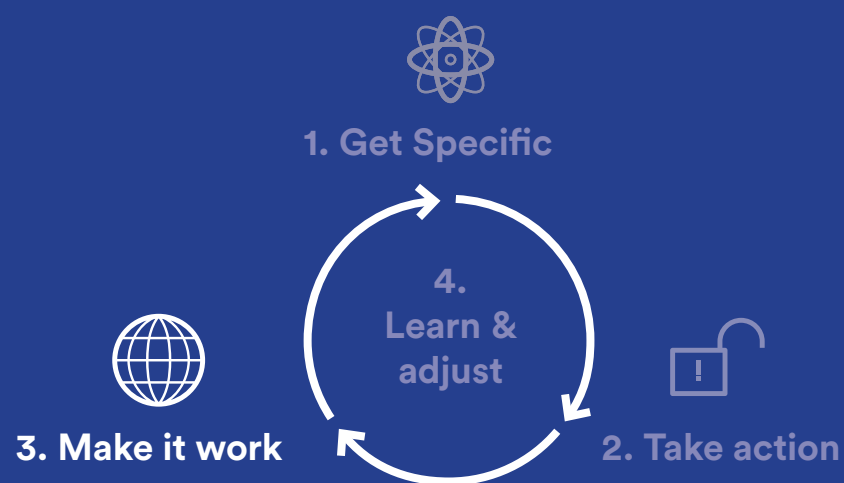 1. Get Specific
4.
Learn &
adjust
!
3. Make it work
2. Take action